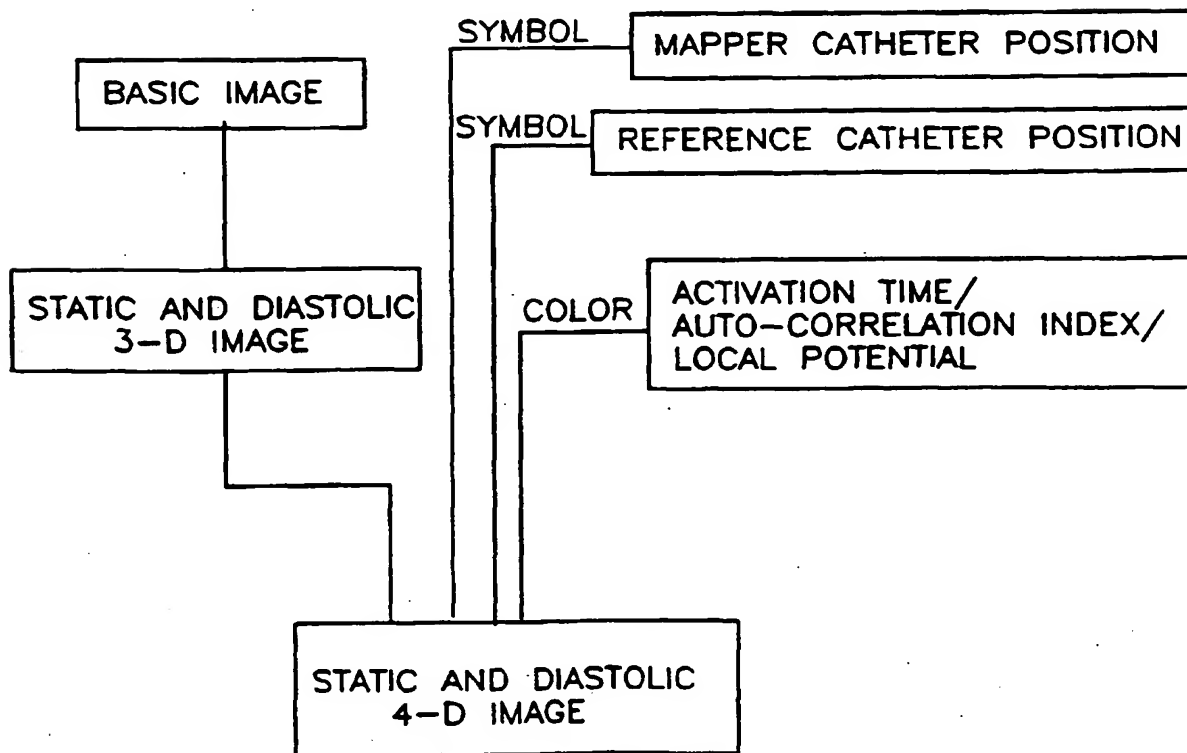 SYMBOL
MAPPER CATHETER POSITION
BASIC IMAGE
SYMBOL
REFERENCE CATHETER POSITION
STATIC AND DIASTOLIC
3-D IMAGE
COLOR
ACTIVATION TIME/
AUTO-CORRELATION INDEX/
LOCAL POTENTIAL
STATIC AND DIASTOLIC
4-D IMAGE